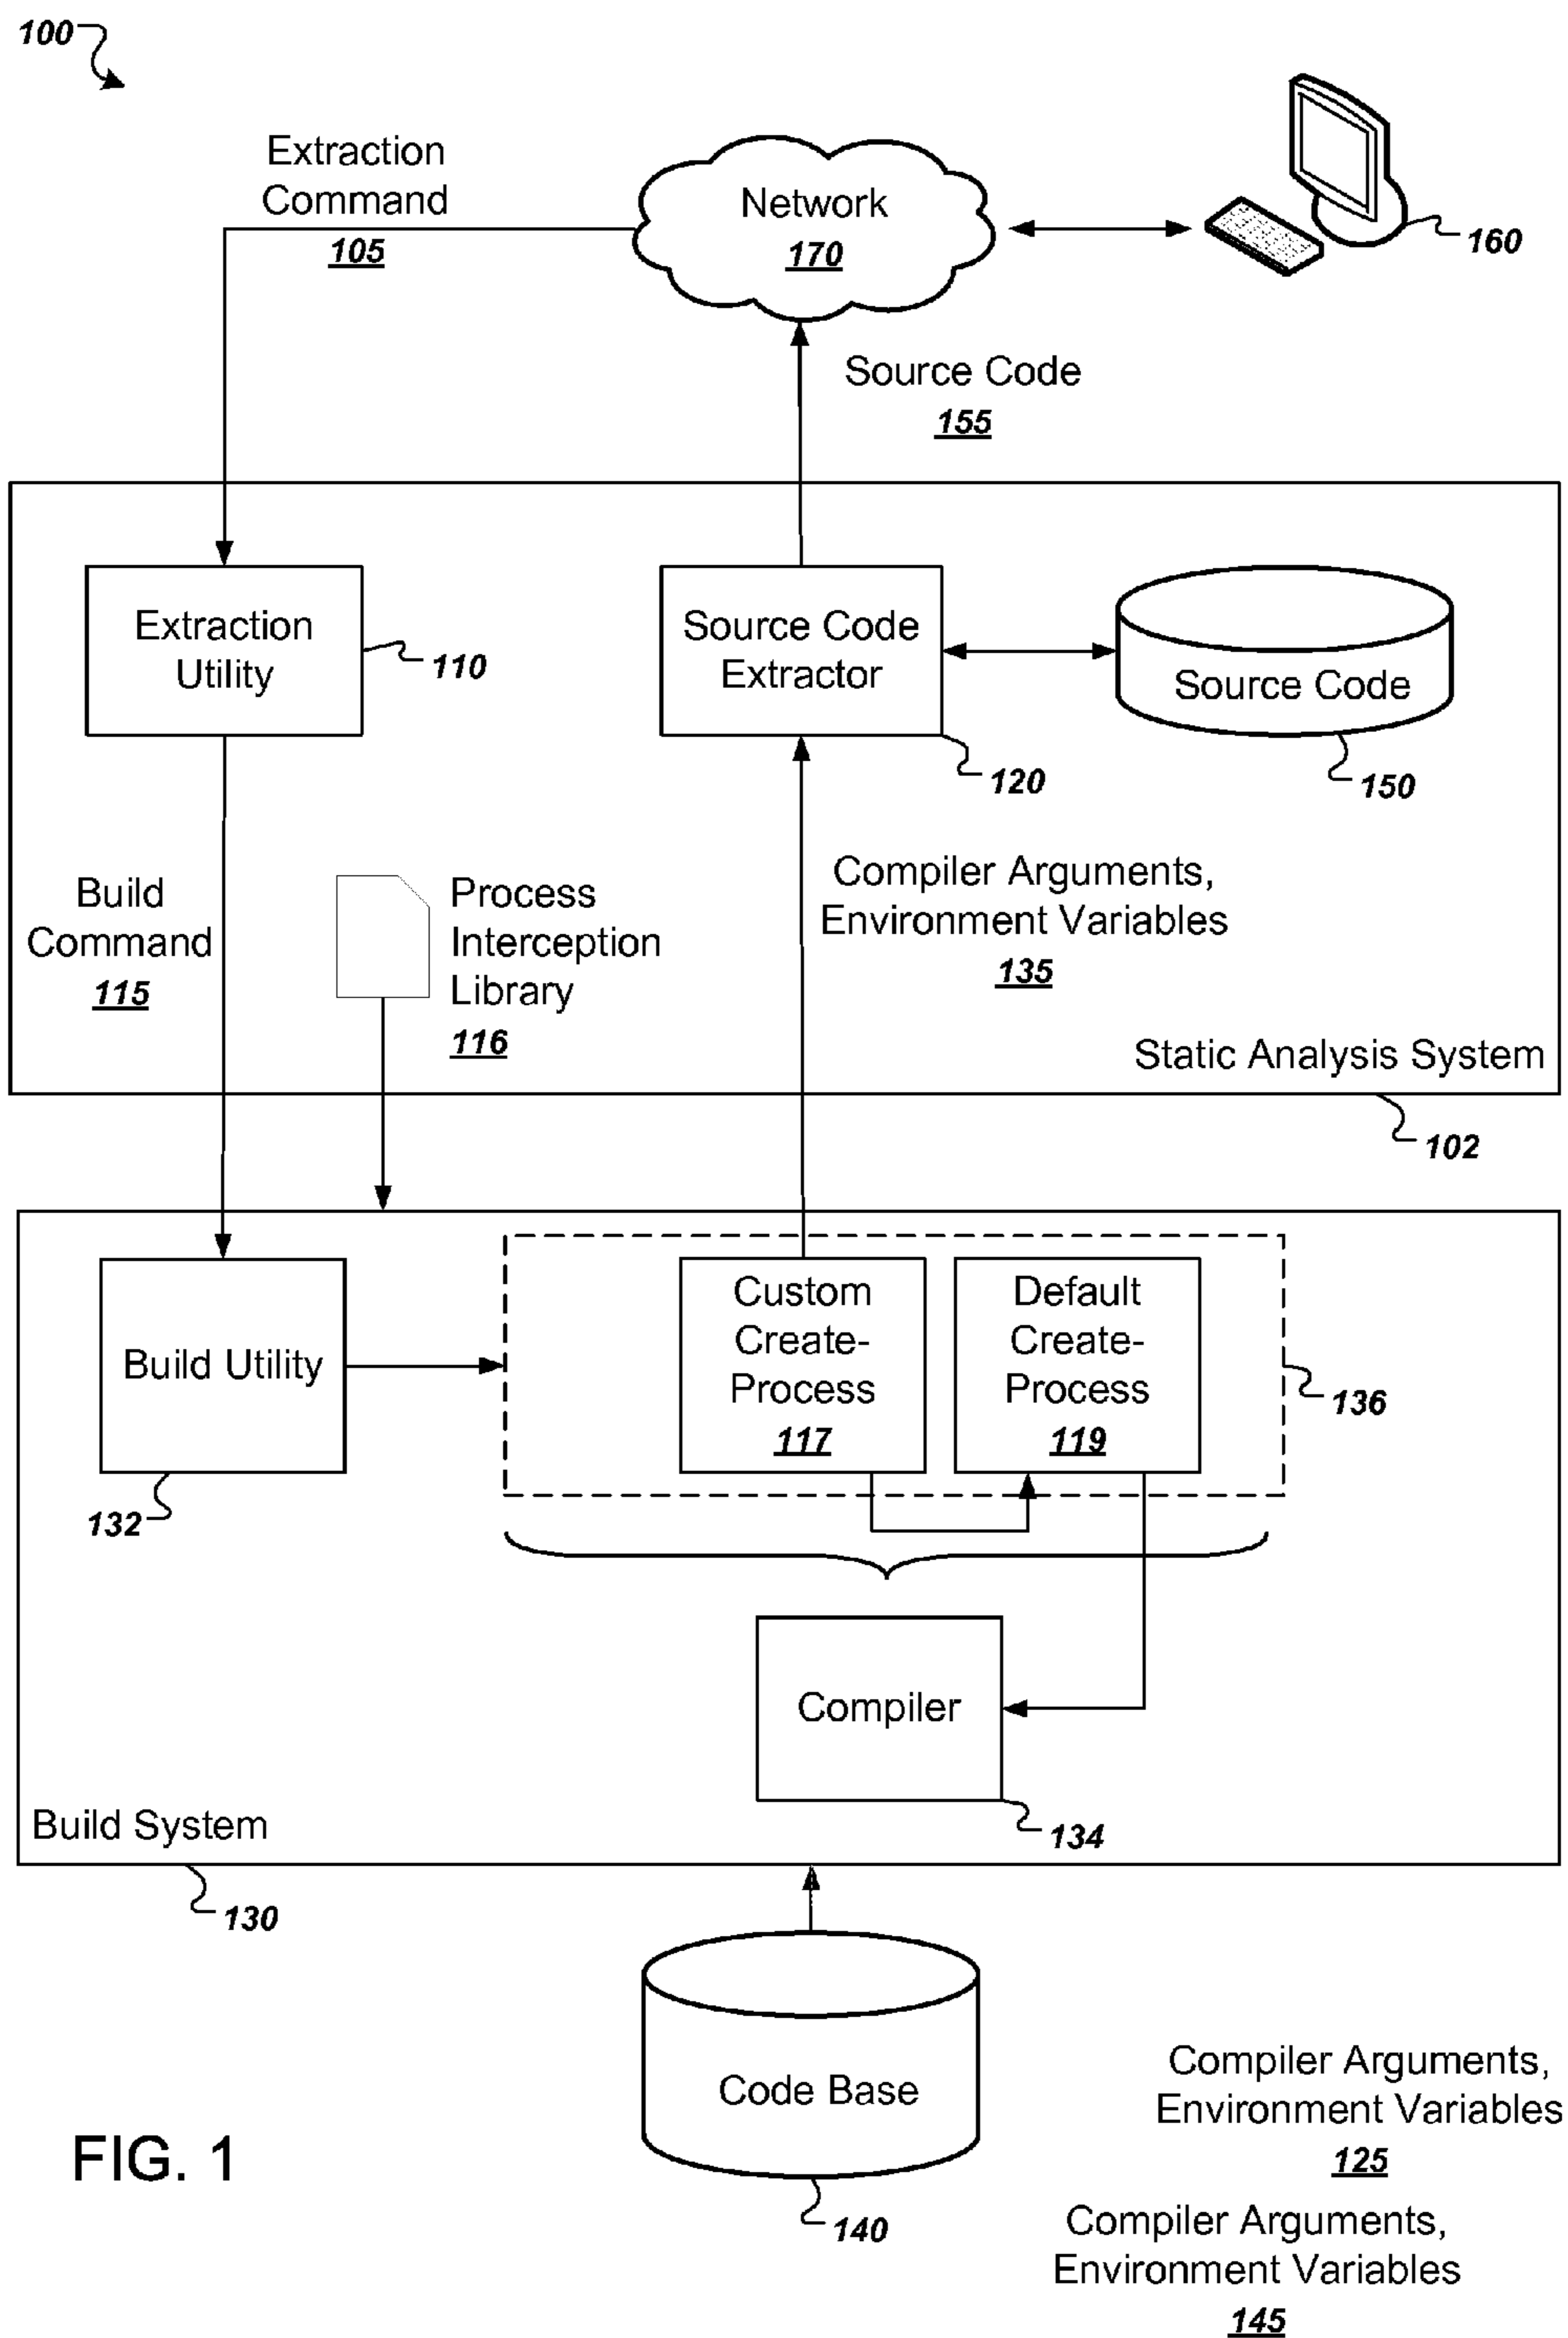 100
Extraction
Command
105
Network
170
160
Source Code
155
Extraction
Utility
110
Source Code
Extractor
120
Source Code
150
Build
Command
115
Process
Interception
Library
116
Compiler Arguments,
Environment Variables
135
Static Analysis System
102
Build Utility
132
Custom
Create-
Process
117
Default
Create-
Process
119
136
Compiler
134
Build System
130
Code Base
140
FIG. 1
Compiler Arguments,
Environment Variables
125
Compiler Arguments,
Environment Variables
145